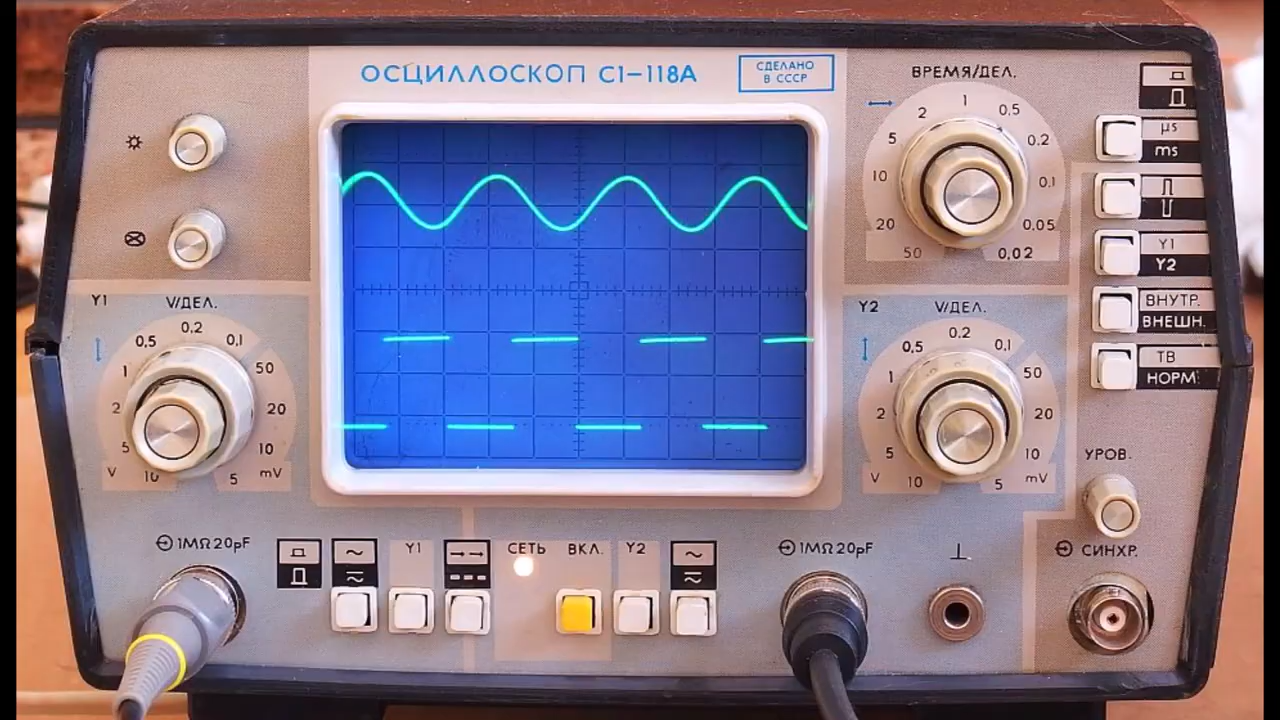 ОСЦИЛЛОСКОП С1-118А
СДЕЛАНО
В СССР
ВРЕМЯ/ДЕЛ.
50
20
10
5
2
1
0.5
0.2
0.1
0.05
0,02
µs
ms
Y1
Y2
ВНУТР.
ВНЕШН.
ТВ
НОРМ.
Y1
V/ДЕЛ.
V
10
5
2
1
0,5
0,2
0,1
50
20
10
5
mV
Y2
V/ДЕЛ.
V
10
5
2
1
0,5
0.2
0,1
50
20
10
5
mV
УРОВ.
1MΩ 20pF
Y1
СЕТЬ
ВКЛ.
Y2
1MΩ 20pF
СИНХР.